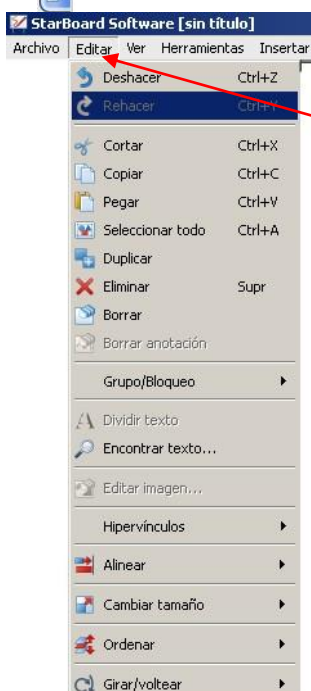 StarBoard Software [sin título]
Archivo Editar Ver Herramientas Insertar
Deshacer Ctrl+Z
Rehacer Ctrl+Y
Cortar Ctrl+X
Copiar Ctrl+C
Pegar Ctrl+V
Seleccionar todo Ctrl+A
Duplicar
Eliminar Supr
Borrar
Borrar anotación
Grupo/Bloqueo
Dividir texto
Encontrar texto...
Editar imagen...
Hipervínculos
Alinear
Cambiar tamaño
Ordenar
Girar/voltear